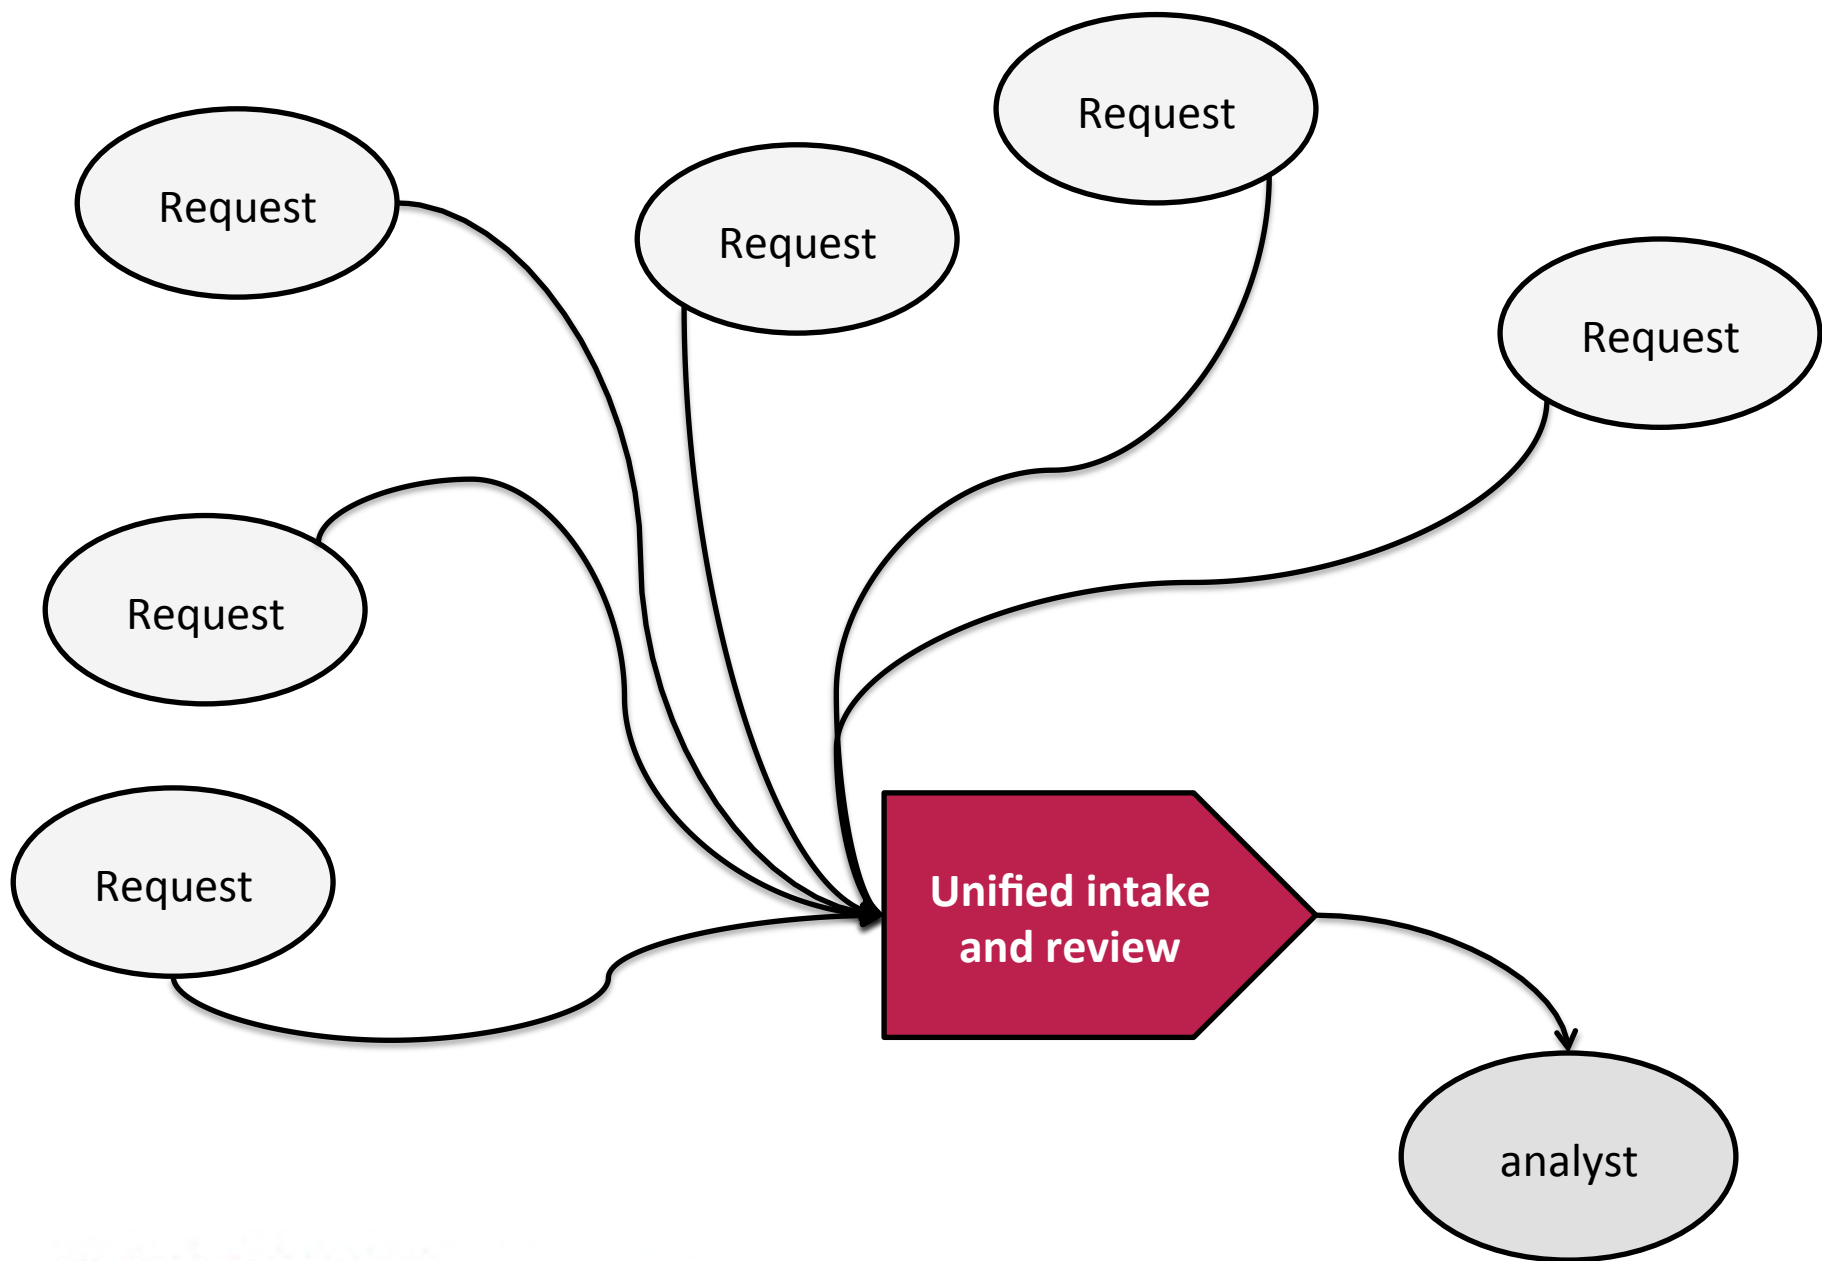 Request
Request
Request
Request
Request
Request
Unified intake
and review
analyst